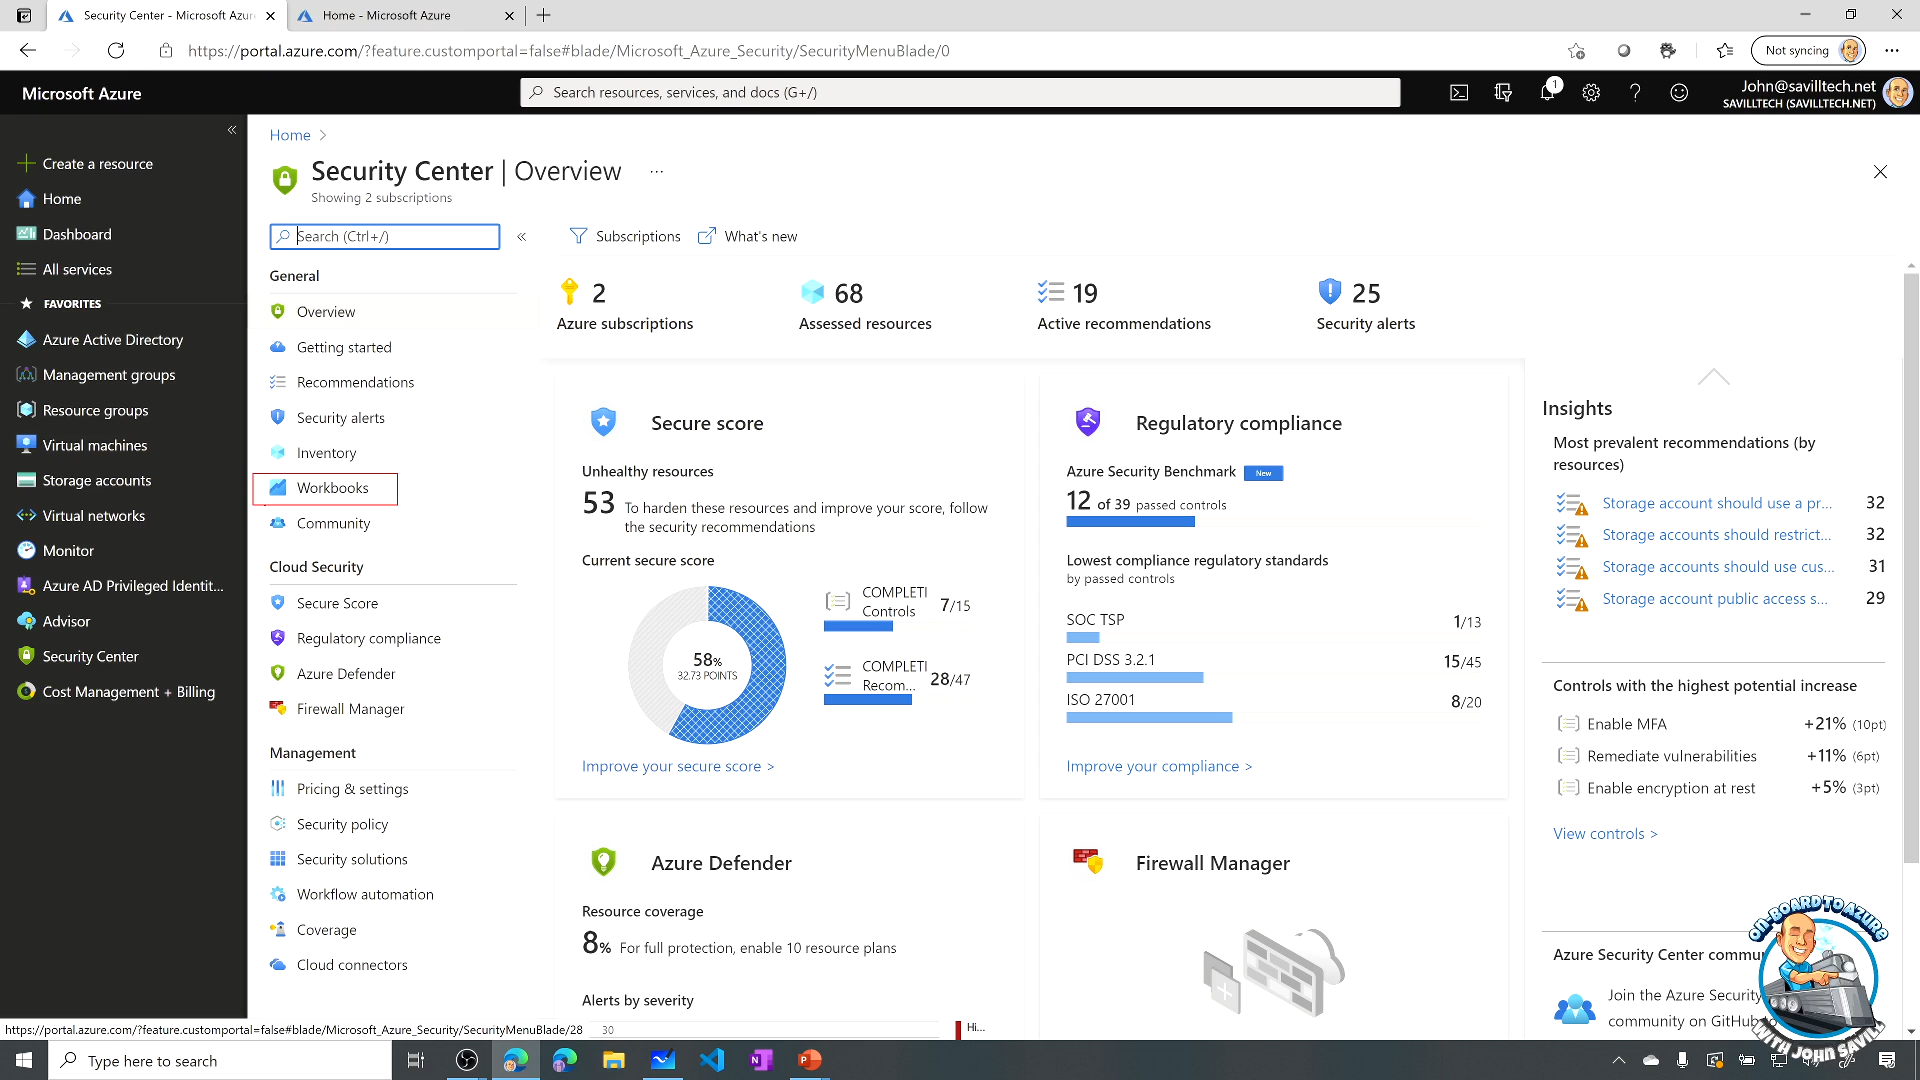 Security Center - Microsoft Azur
Home - Microsoft Azure
https://portal.azure.com/?feature.customportal=false#blade/Microsoft_Azure_Security/SecurityMenuBlade/0
Not syncing
Microsoft Azure
Search resources, services, and docs (G+/)
1
John@savilltech.net
SAVILLTECH (SAVILLTECH.NET)
Create a resource
Home
Dashboard
All services
FAVORITES
Azure Active Directory
Management groups
Resource groups
Virtual machines
Storage accounts
Virtual networks
Monitor
Azure AD Privileged Identit...
Advisor
Security Center
Cost Management + Billing
Home >
Security Center | Overview ...
Showing 2 subscriptions
Search (Ctrl+/)
General
Overview
Getting started
Recommendations
Security alerts
Inventory
Workbooks
Community
Cloud Security
Secure Score
Regulatory compliance
Azure Defender
Firewall Manager
Management
Pricing & settings
Security policy
Security solutions
Workflow automation
Coverage
Cloud connectors
Subscriptions
What's new
2
Azure subscriptions
68
Assessed resources
19
Active recommendations
25
Security alerts
Secure score
Unhealthy resources
53 To harden these resources and improve your score, follow
the security recommendations
Current secure score
58%
32.73 POINTS
COMPLETI
Controls 7/15
COMPLETI
Recom... 28/47
Improve your secure score >
Regulatory compliance
Azure Security Benchmark New
12 of 39 passed controls
Lowest compliance regulatory standards
by passed controls
SOC TSP 1/13
PCI DSS 3.2.1 15/45
ISO 27001 8/20
Improve your compliance >
Azure Defender
Resource coverage
8% For full protection, enable 10 resource plans
Alerts by severity
30
Hi...
Firewall Manager
Insights
Most prevalent recommendations (by
resources)
Storage account should use a pr... 32
Storage accounts should restrict... 32
Storage accounts should use cus... 31
Storage account public access s... 29
Controls with the highest potential increase
Enable MFA +21% (10pt)
Remediate vulnerabilities +11% (6pt)
Enable encryption at rest +5% (3pt)
View controls >
Azure Security Center commu
Join the Azure Security
community on GitHub
ON-BOARD TO AZURE
WITH JOHN SAVILL
https://portal.azure.com/?feature.customportal=false#blade/Microsoft_Azure_Security/SecurityMenuBlade/28
Type here to search